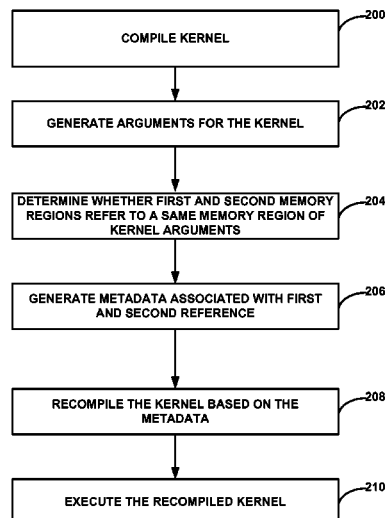 200
COMPILE KERNEL
202
GENERATE ARGUMENTS FOR THE KERNEL
204
DETERMINE WHETHER FIRST AND SECOND MEMORY
REGIONS REFER TO A SAME MEMORY REGION OF
KERNEL ARGUMENTS
206
GENERATE METADATA ASSOCIATED WITH FIRST
AND SECOND REFERENCE
208
RECOMPILE THE KERNEL BASED ON THE
METADATA
210
EXECUTE THE RECOMPILED KERNEL